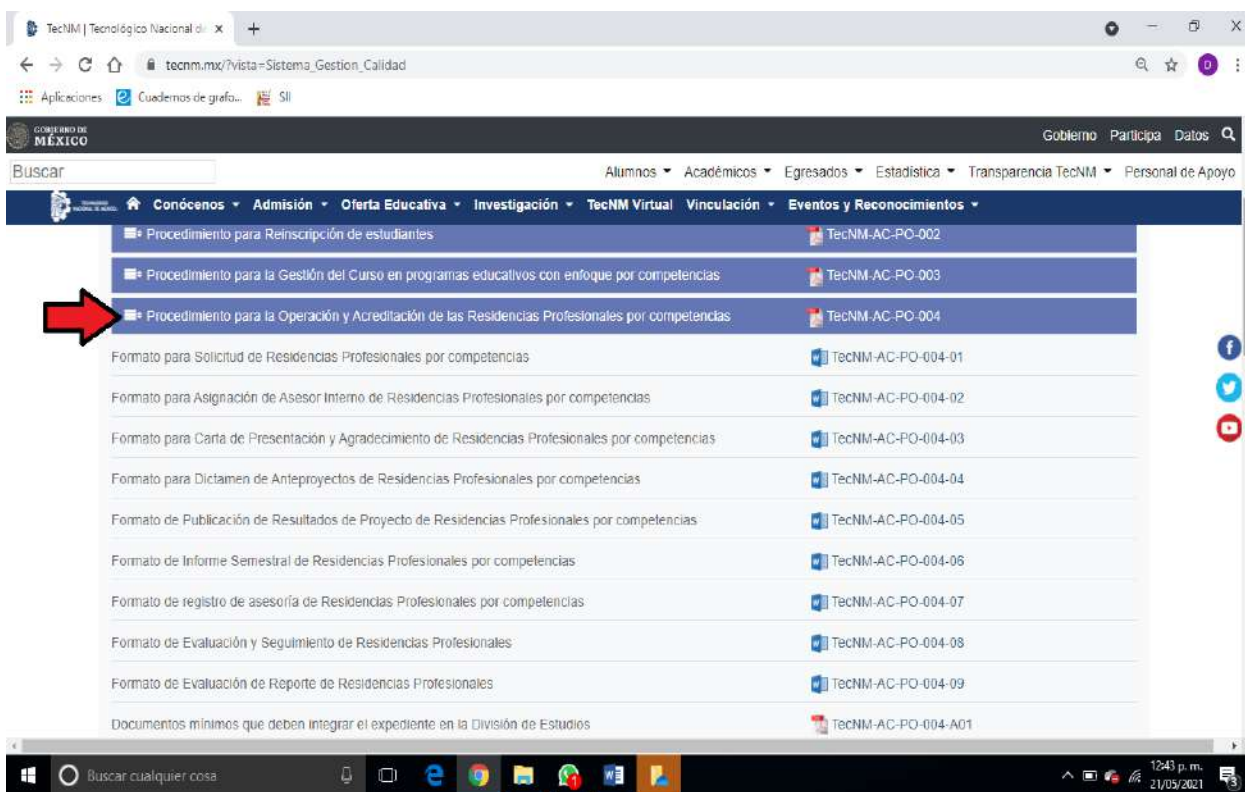 TecNM | Tecnológico Nacional de
tecnm.mx/?vista=Sistema_Gestion_Calidad
D
Aplicaciones Cuadernos de grafo... SII
GOBIERNO DE
MÉXICO
Gobierno Participa Datos
Buscar
Alumnos Académicos Egresados Estadística Transparencia TecNM Personal de Apoyo
Conócenos Admisión Oferta Educativa Investigación TecNM Virtual Vinculación Eventos y Reconocimientos
Procedimiento para Reinscripción de estudiantes TecNM-AC-PO-002
Procedimiento para la Gestión del Curso en programas educativos con enfoque por competencias TecNM-AC-PO-003
Procedimiento para la Operación y Acreditación de las Residencias Profesionales por competencias TecNM-AC-PO-004
Formato para Solicitud de Residencias Profesionales por competencias TecNM-AC-PO-004-01
Formato para Asignación de Asesor Interno de Residencias Profesionales por competencias TecNM-AC-PO-004-02
Formato para Carta de Presentación y Agradecimiento de Residencias Profesionales por competencias TecNM-AC-PO-004-03
Formato para Dictamen de Anteproyectos de Residencias Profesionales por competencias TecNM-AC-PO-004-04
Formato de Publicación de Resultados de Proyecto de Residencias Profesionales por competencias TecNM-AC-PO-004-05
Formato de Informe Semestral de Residencias Profesionales por competencias TecNM-AC-PO-004-06
Formato de registro de asesoría de Residencias Profesionales por competencias TecNM-AC-PO-004-07
Formato de Evaluación y Seguimiento de Residencias Profesionales TecNM-AC-PO-004-08
Formato de Evaluación de Reporte de Residencias Profesionales TecNM-AC-PO-004-09
Documentos mínimos que deben integrar el expediente en la División de Estudios TecNM-AC-PO-004-A01
Buscar cualquier cosa
12:43 p. m.
21/05/2021
3